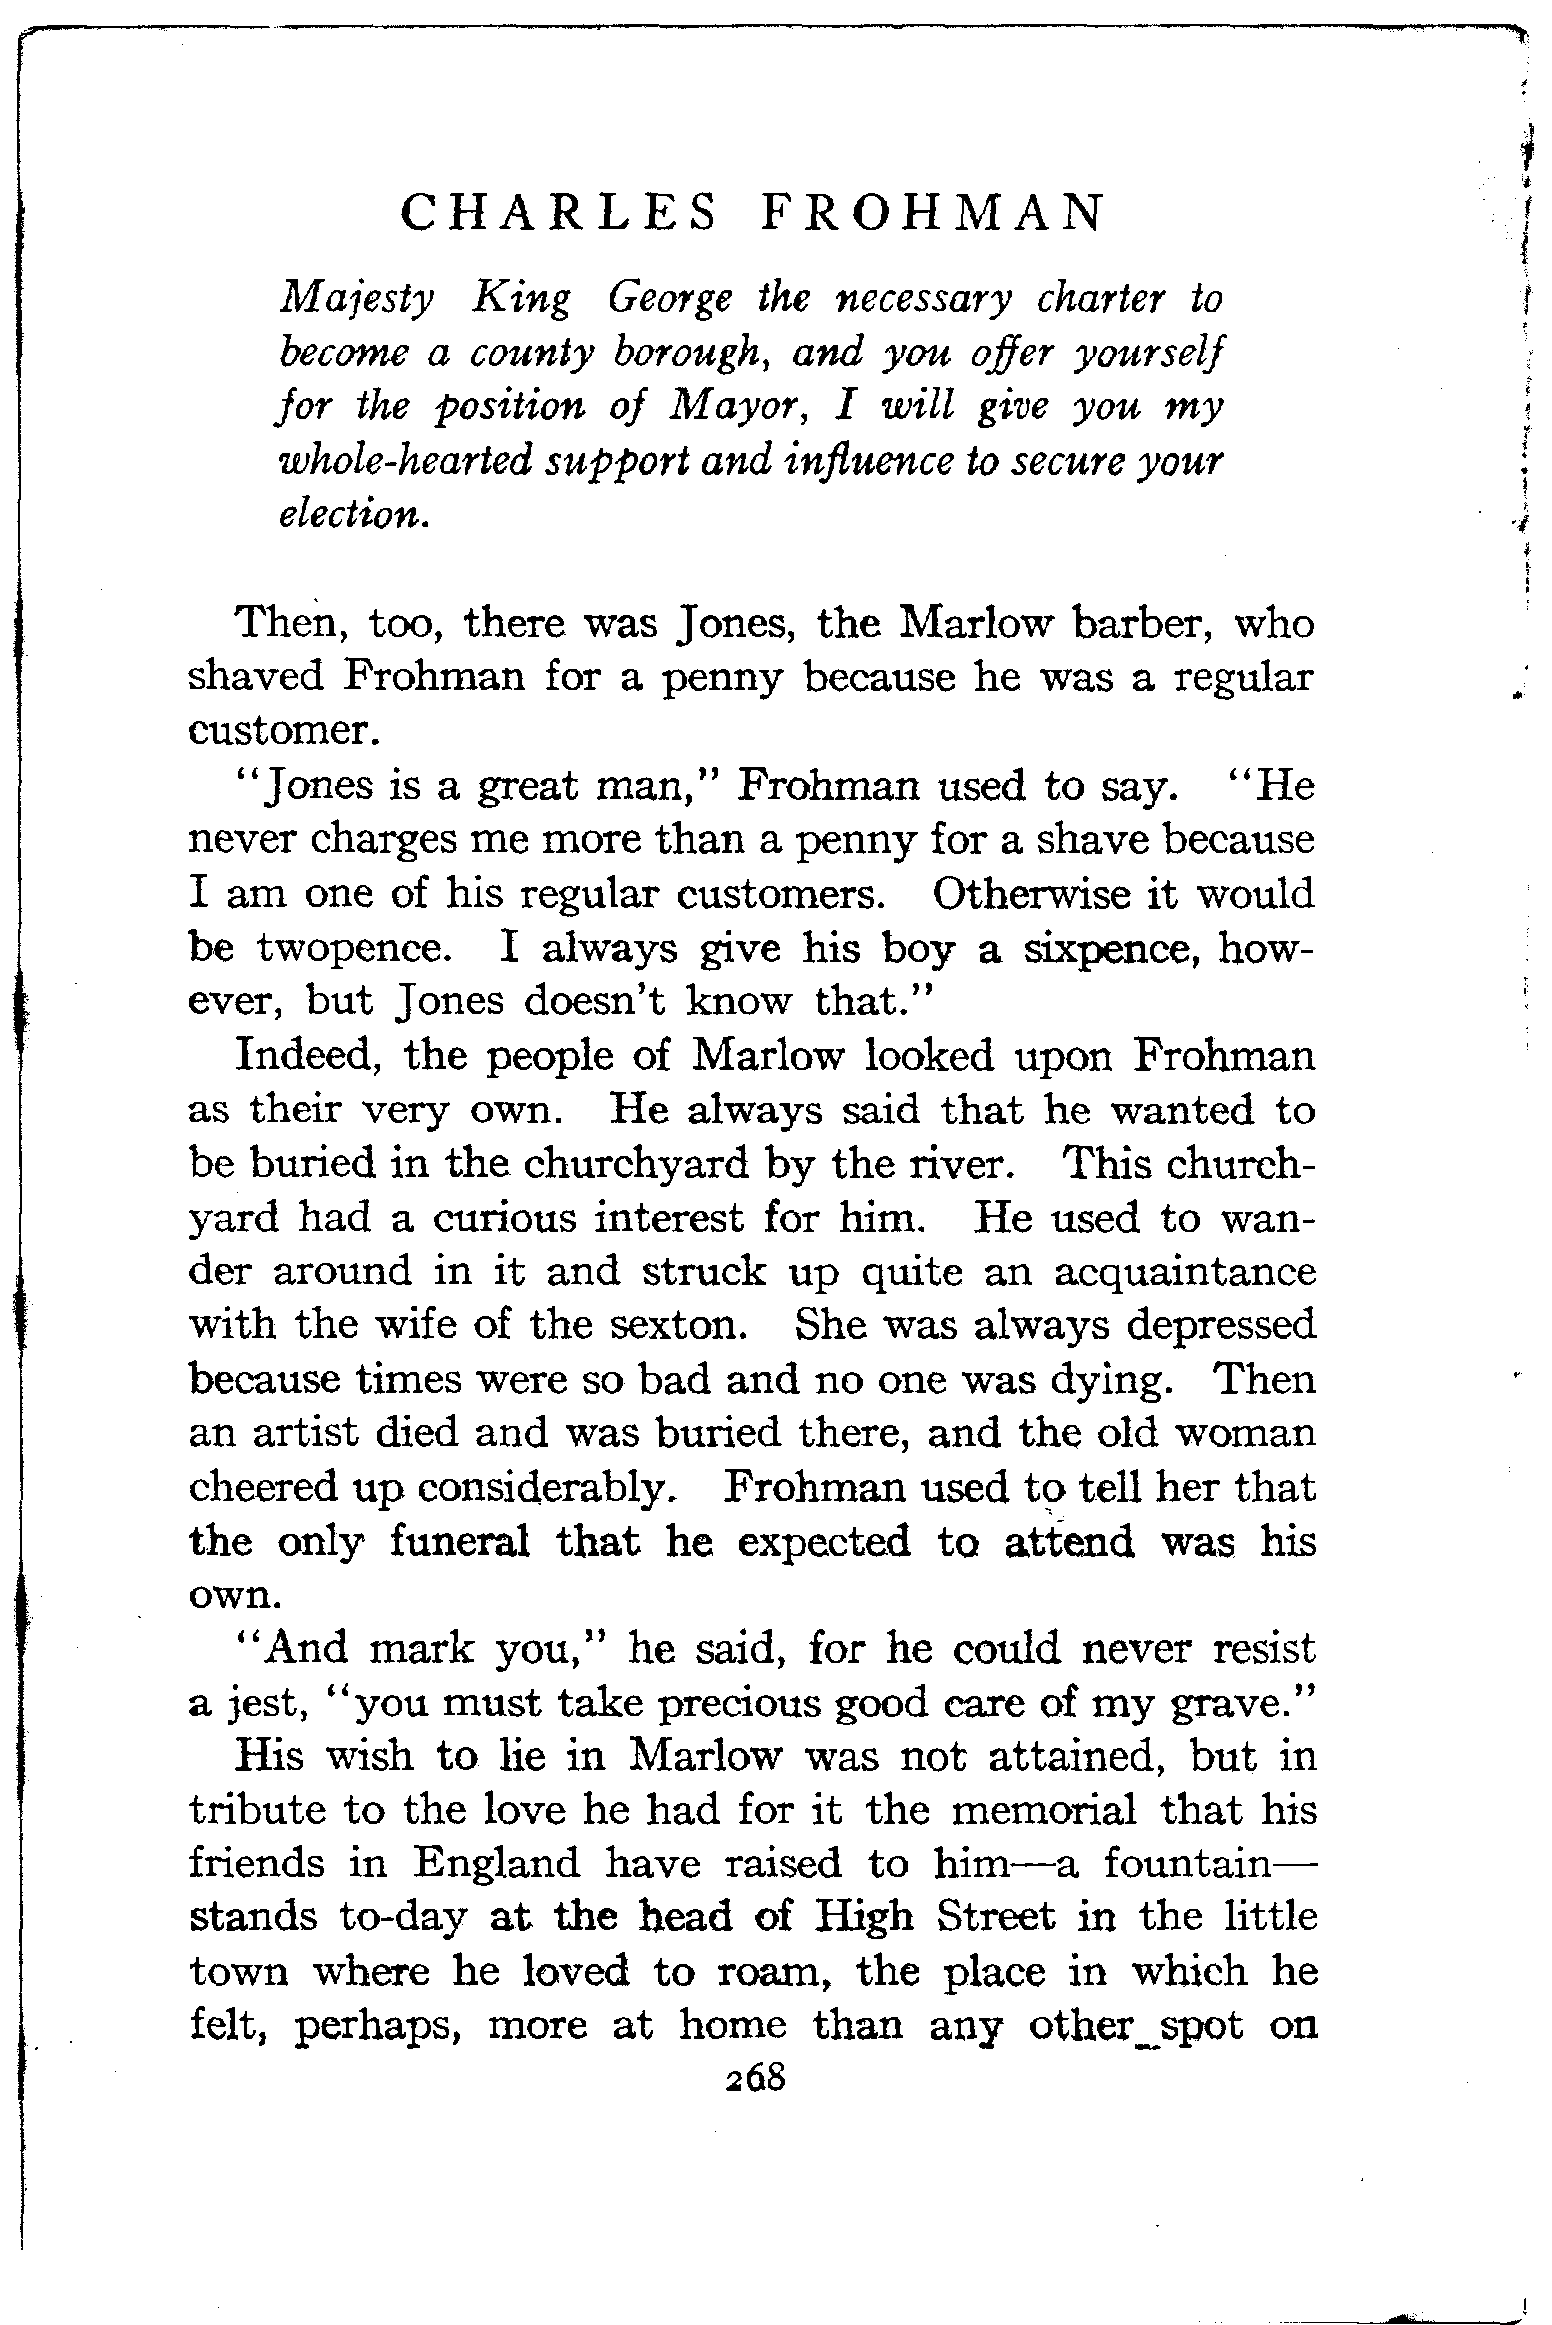 CHARLES FROHMAN
Majesty King George the necessary charter to
become a county borough, and you offer yourself
for the position of Mayor, I will give you my
whole-hearted support and influence to secure your
election.
Then, too, there was Jones, the Marlow barber, who
shaved Frohman for a penny because he was a regular
customer.
"Jones is a great man," Frohman used to say. "He
never charges me more than a penny for a shave because
I am one of his regular customers. Otherwise it would
be twopence. I always give his boy a sixpence, how-
ever, but Jones doesn't know that."
Indeed, the people of Marlow looked upon Frohman
as their very own. He always said that he wanted to
be buried in the churchyard by the river. This church-
yard had a curious interest for him. He used to wan-
der around in it and struck up quite an acquaintance
with the wife of the sexton. She was always depressed
because times were so bad and no one was dying. Then
an artist died and was buried there, and the old woman
cheered up considerably. Frohman used to tell her that
the only funeral that he expected to attend was his
own.
"And mark you," he said, for he could never resist
a jest, "you must take precious good care of my grave."
His wish to lie in Marlow was not attained, but in
tribute to the love he had for it the memorial that his
friends in England have raised to him—a fountain—
stands to-day at the head of High Street in the little
town where he loved to roam, the place in which he
felt, perhaps, more at home than any other spot on
268